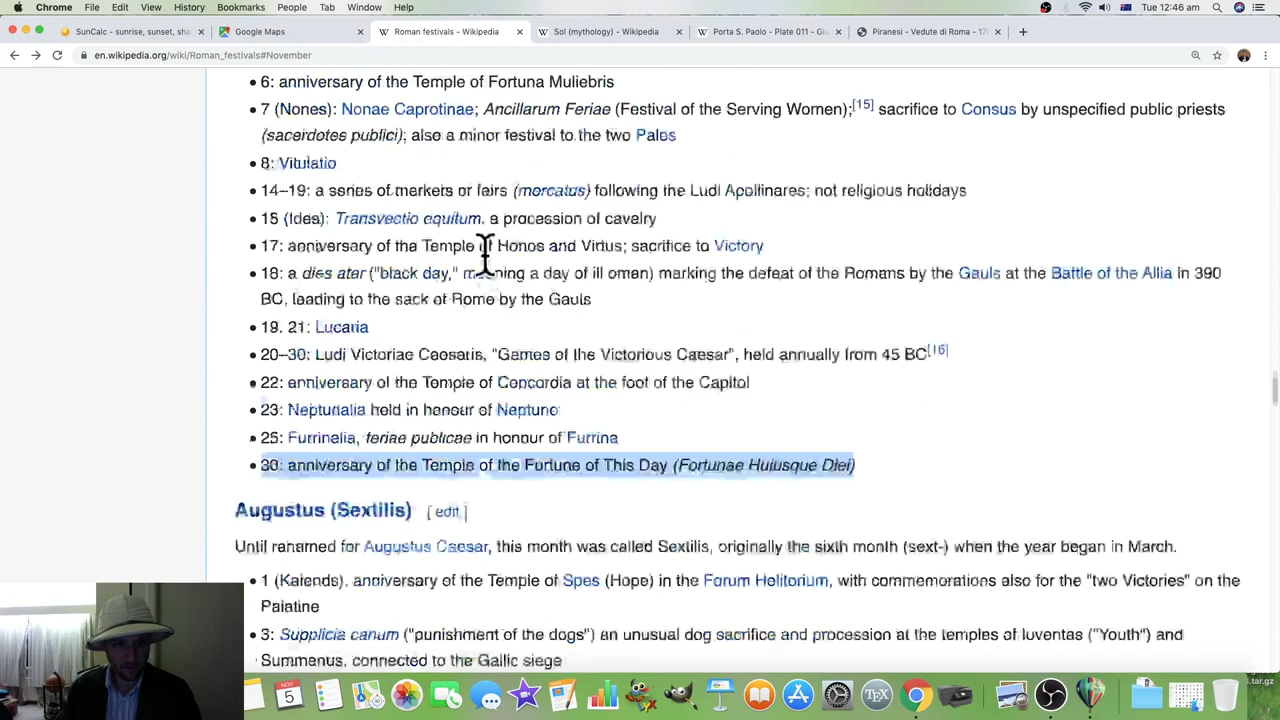 Chrome File Edit View History Bookmarks People Tab Window Help Tue 12:46 am
SunCalc - sunrise, sunset, sha Google Maps Roman festivals - Wikipedia Sol (mythology) - Wikipedia Porta S. Paolo - Plate 011 - Giu Piranesi - Vedute di Roma - 17
en.wikipedia.org/wiki/Roman_festivals#November
• 6: anniversary of the Temple of Fortuna Muliebris
• 7 (Nones): Nonae Caprotinae; Ancillarum Feriae (Festival of the Serving Women);[15] sacrifice to Consus by unspecified public priests
(sacerdotes publici); also a minor festival to the two Pales
• 8: Vitulatio
• 14–19: a series of markets or fairs (mercatus) following the Ludi Apollinares; not religious holidays
• 15 (Ides): Transvectio equitum, a procession of cavalry
• 17: anniversary of the Temple of Honos and Virtus; sacrifice to Victory
• 18: a dies ater ("black day," meaning a day of ill omen) marking the defeat of the Romans by the Gauls at the Battle of the Allia in 390
BC, leading to the sack of Rome by the Gauls
• 19, 21: Lucaria
• 20–30: Ludi Victoriae Caesaris, "Games of the Victorious Caesar", held annually from 45 BC[16]
• 22: anniversary of the Temple of Concordia at the foot of the Capitol
• 23: Neptunalia held in honour of Neptune
• 25: Furrinalia, feriae publicae in honour of Furrina
• 30: anniversary of the Temple of the Fortune of This Day (Fortunae Huiusque Diei)
Augustus (Sextilis) [ edit ]
Until renamed for Augustus Caesar, this month was called Sextilis, originally the sixth month (sext-) when the year began in March.
• 1 (Kalends): anniversary of the Temple of Spes (Hope) in the Forum Holitorium, with commemorations also for the "two Victories" on the
Palatine
• 3: Supplicia canum ("punishment of the dogs") an unusual dog sacrifice and procession at the temples of Iuventas ("Youth") and
Summanus, connected to the Gallic siege
NOV
5
TEX
.tar.gz